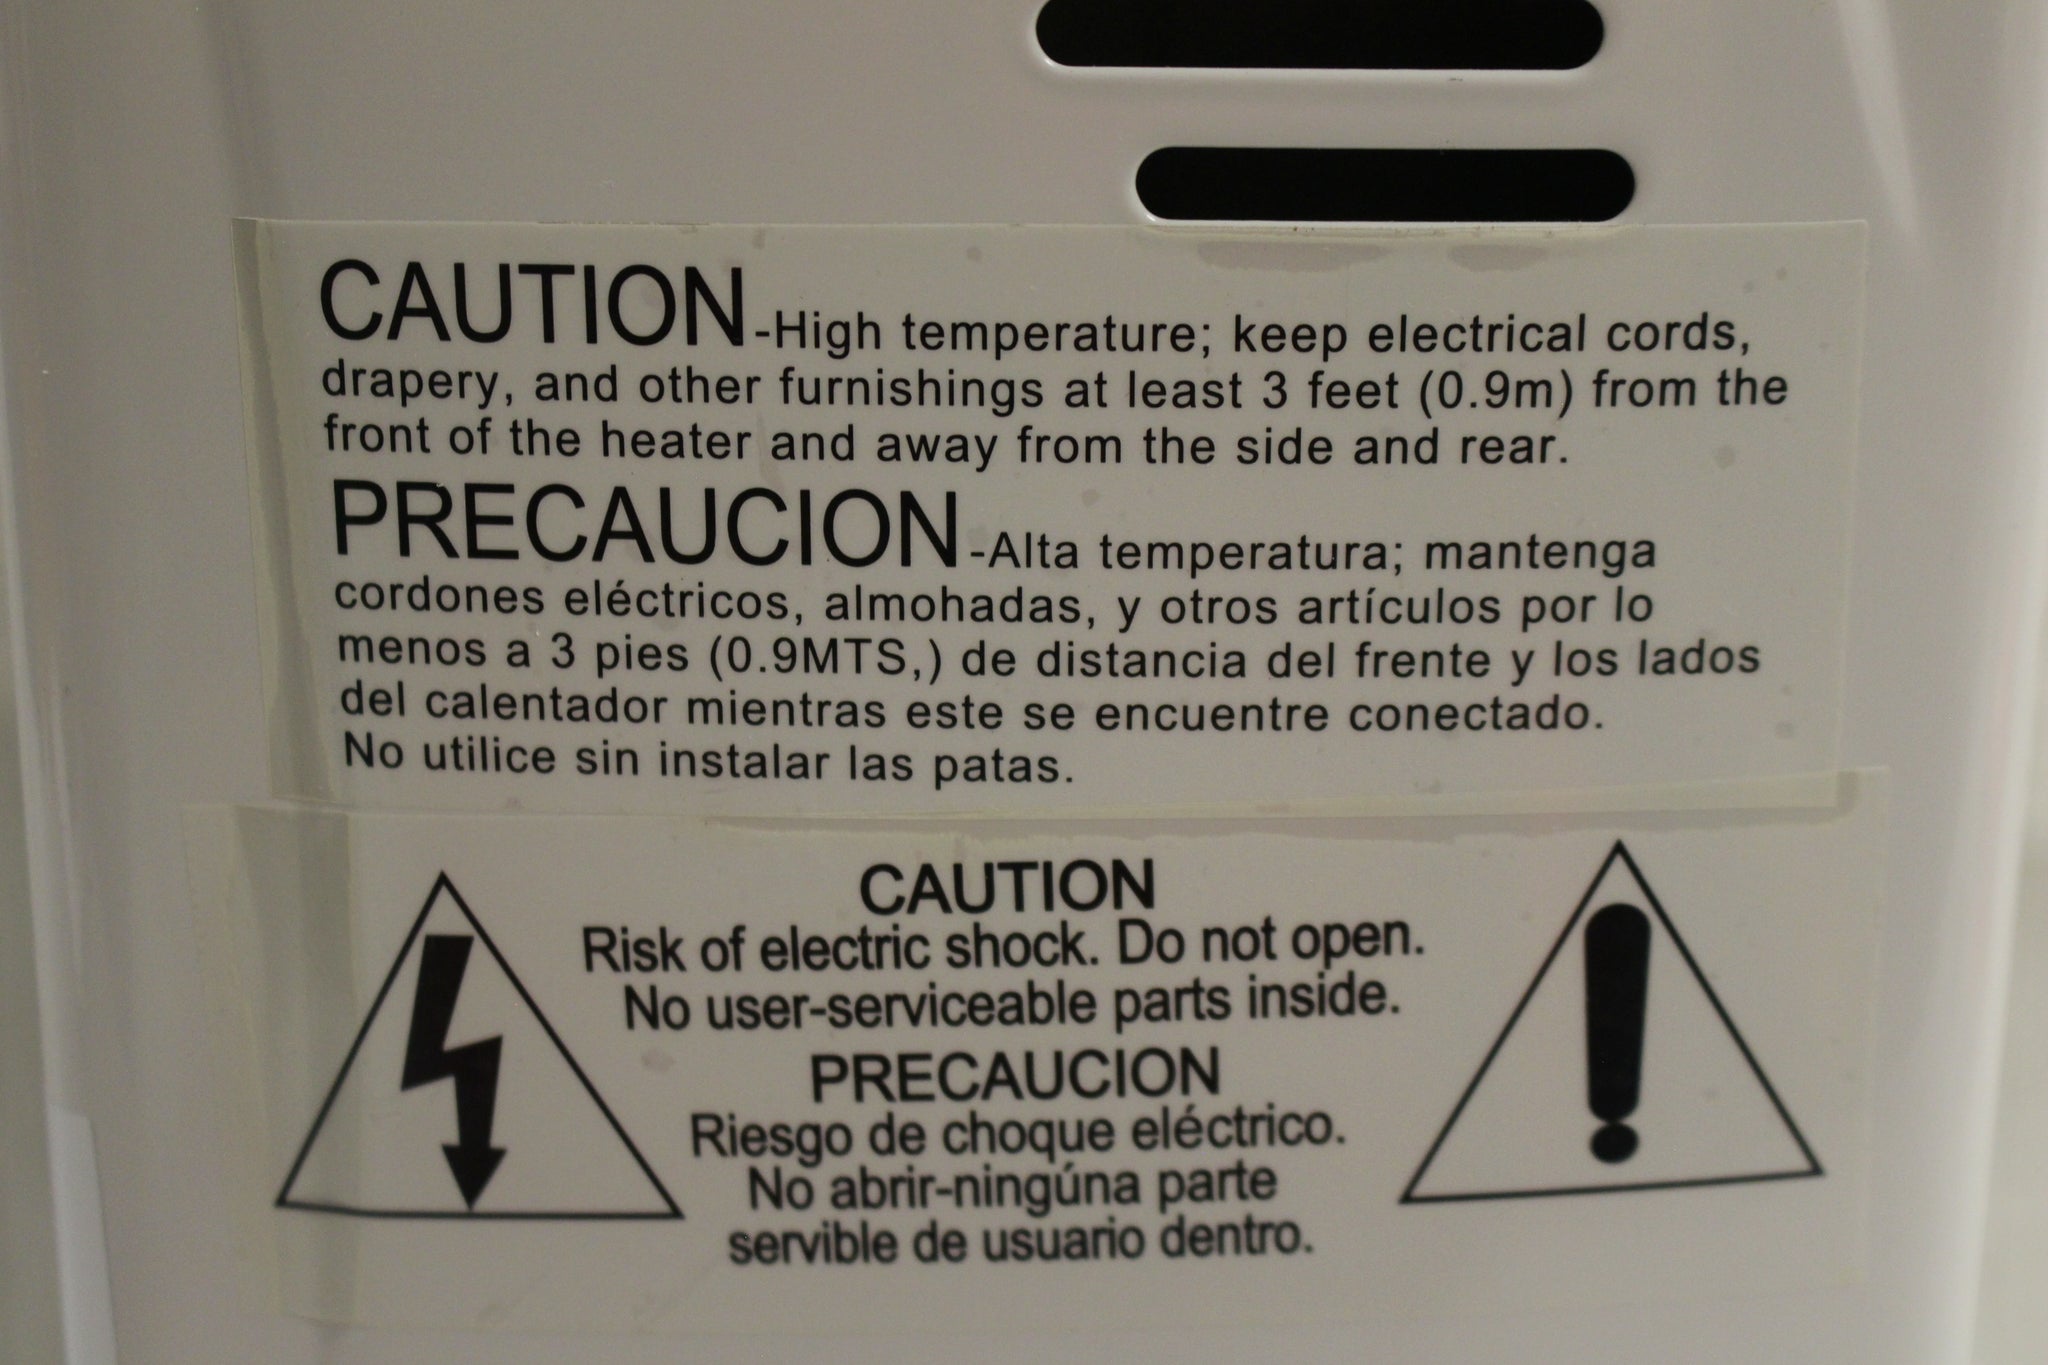 CAUTION-High temperature; keep electrical cords,
drapery, and other furnishings at least 3 feet (0.9m) from the
front of the heater and away from the side and rear.
PRECAUCION-Alta temperatura; mantenga
cordones eléctricos, almohadas, y otros artículos por lo
menos a 3 pies (0.9MTS,) de distancia del frente y los lados
del calentador mientras este se encuentre conectado.
No utilice sin instalar las patas.
CAUTION
Risk of electric shock. Do not open.
No user-serviceable parts inside.
PRECAUCION
Riesgo de choque eléctrico.
No abrir-ningúna parte
servible de usuario dentro.